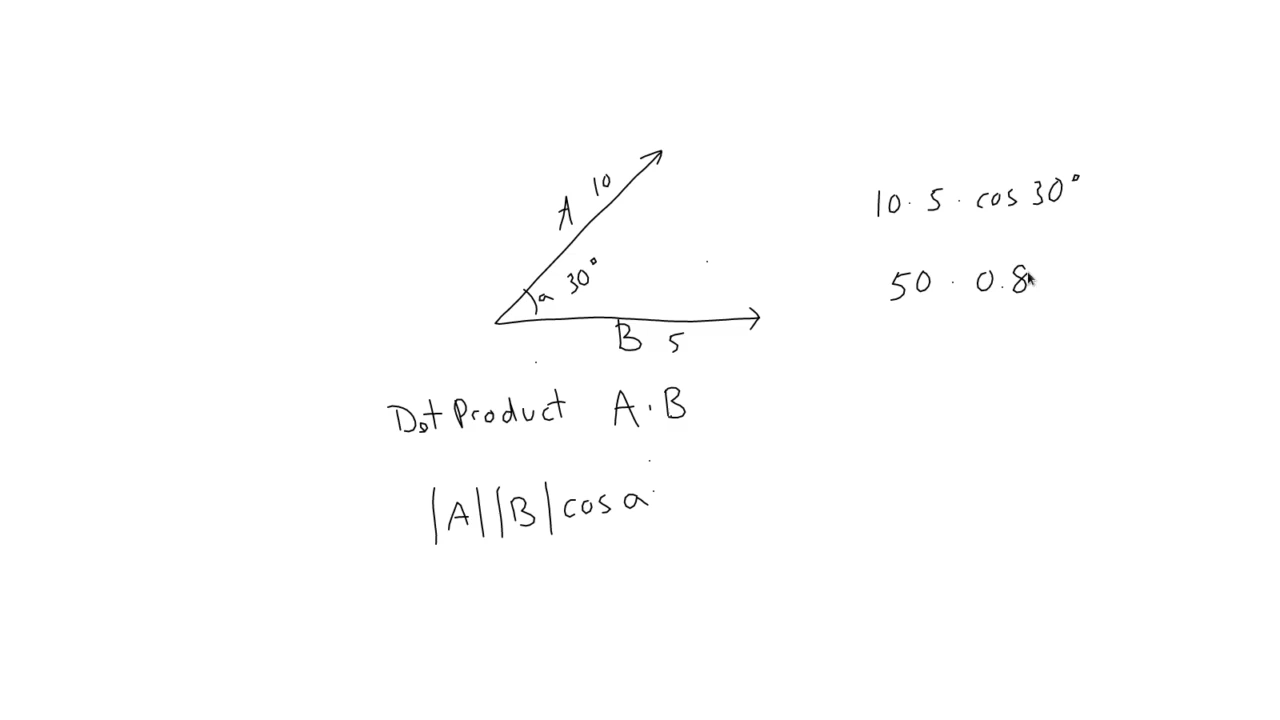 A 10
a 30°
B 5
Dot Product A · B
|A||B| cos a
10 · 5 · cos 30°
50 · 0.8